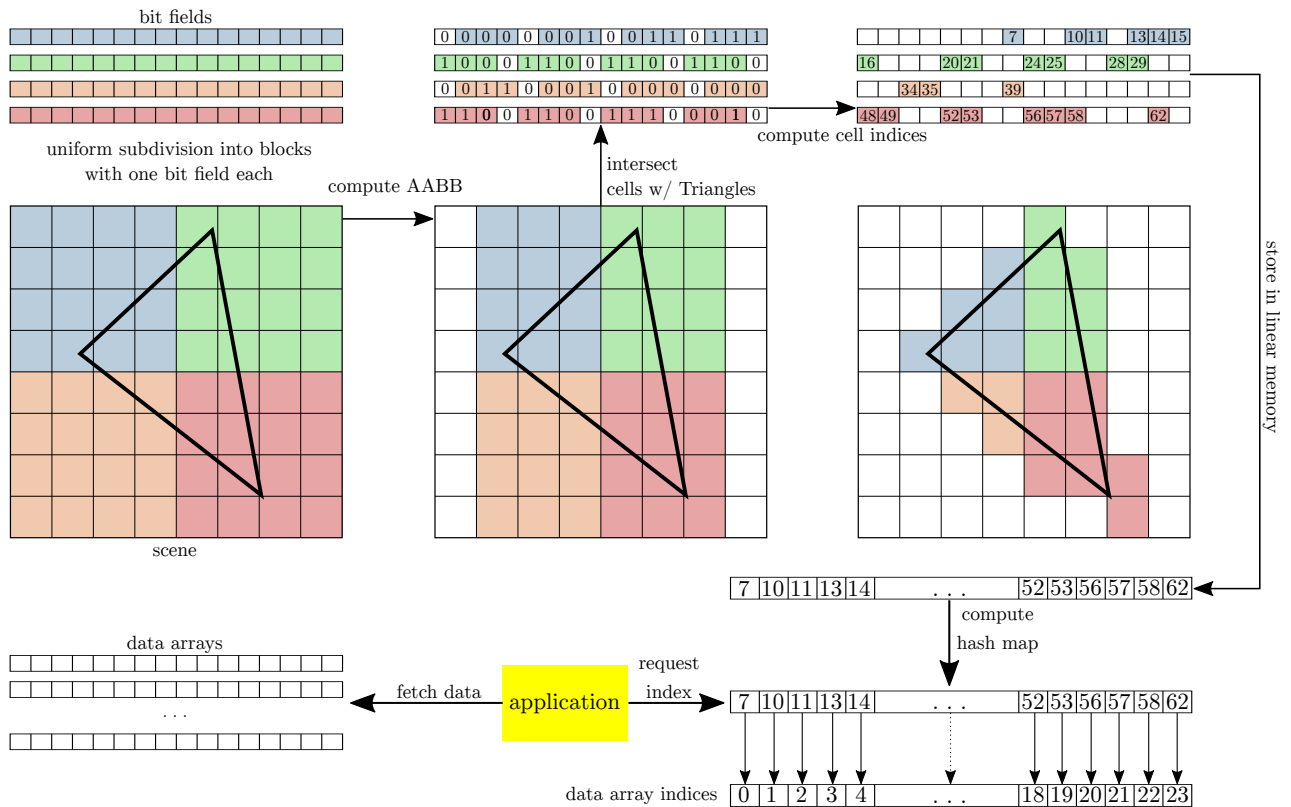 bit fields
0 0 0 0 0 0 0 1 0 0 1 1 0 1 1 1
7 10 11 13 14 15
1 0 0 0 1 1 0 0 1 1 0 0 1 1 0 0
16 20 21 24 25 28 29
0 0 1 1 0 0 0 1 0 0 0 0 0 0 0 0
34 35 39
1 1 0 0 1 1 0 0 1 1 1 0 0 0 1 0
48 49 52 53 56 57 58 62
compute cell indices
uniform subdivision into blocks
with one bit field each
compute AABB
intersect
cells w/ Triangles
store in linear memory
scene
7 10 11 13 14 . . . 52 53 56 57 58 62
compute
hash map
data arrays
. . .
fetch data
application
request
index
7 10 11 13 14 . . . 52 53 56 57 58 62
data array indices
0 1 2 3 4 . . . 18 19 20 21 22 23